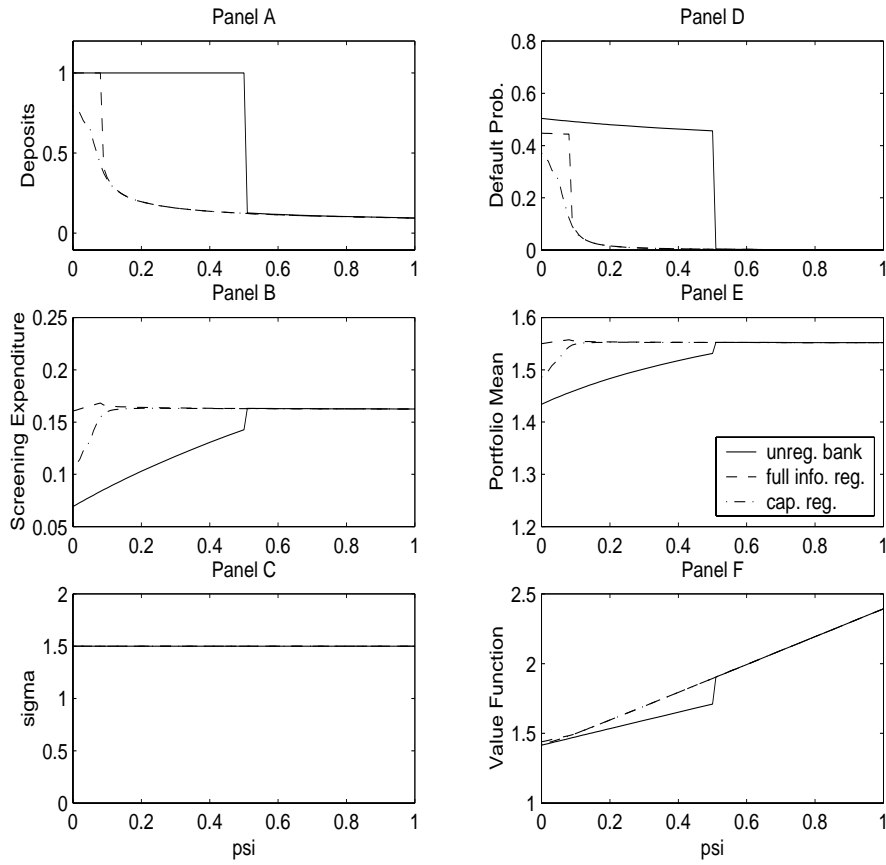 Panel A
Deposits
1
0.5
0
0 0.2 0.4 0.6 0.8 1
Panel D
Default Prob.
0.8
0.6
0.4
0.2
0
0 0.2 0.4 0.6 0.8 1
Panel B
Screening Expenditure
0.25
0.2
0.15
0.1
0.05
0 0.2 0.4 0.6 0.8 1
Panel E
Portfolio Mean
1.6
1.5
1.4
1.3
1.2
0 0.2 0.4 0.6 0.8 1
unreg. bank
full info. reg.
cap. reg.
Panel C
sigma
2
1.5
1
0.5
0
0 0.2 0.4 0.6 0.8 1
psi
Panel F
Value Function
2.5
2
1.5
1
0 0.2 0.4 0.6 0.8 1
psi